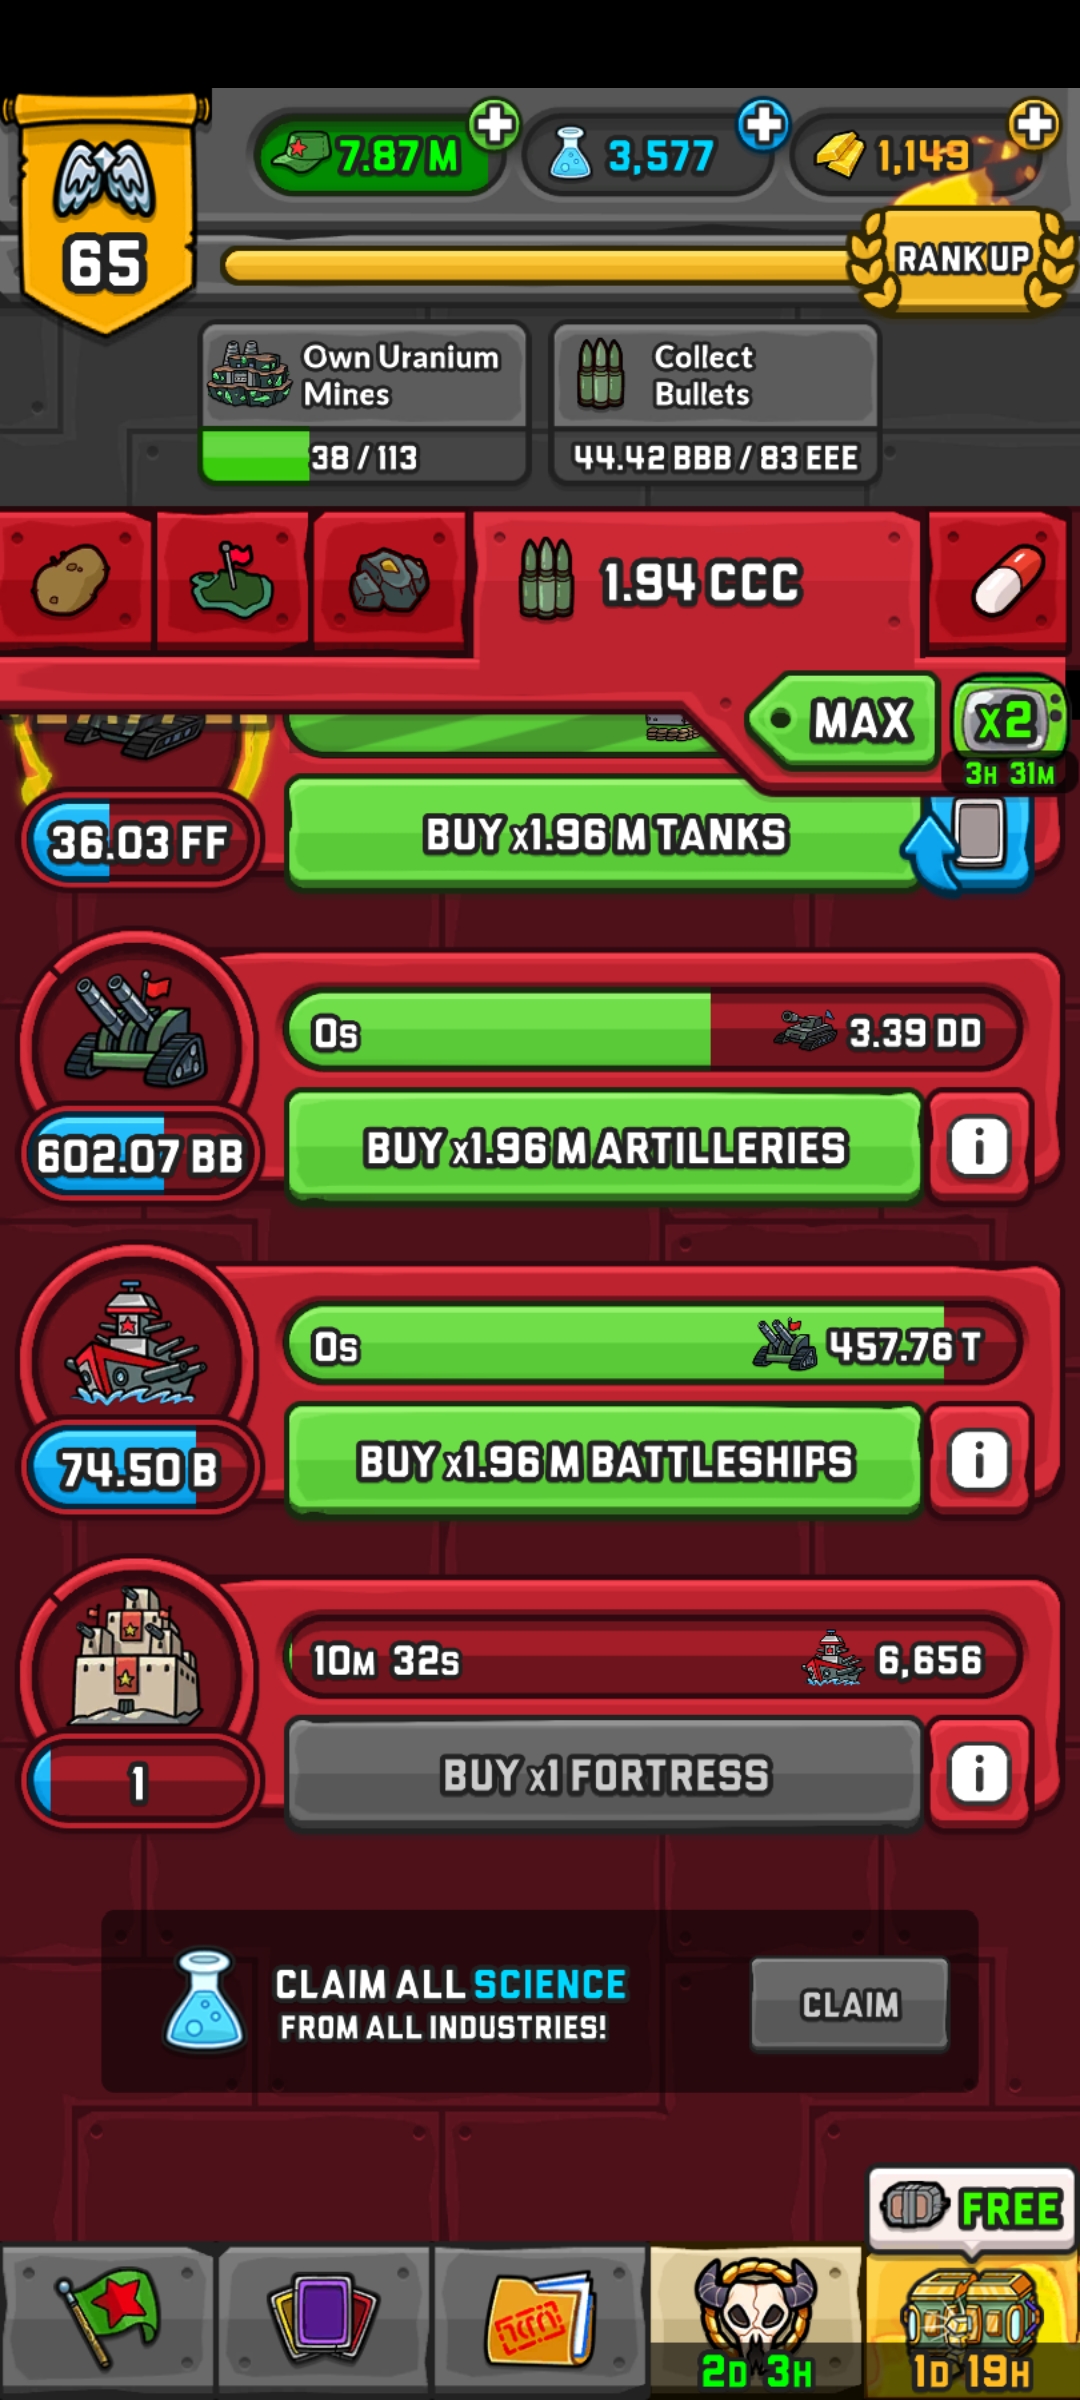 7.87 M
3,577
1,149
65
RANK UP
Own Uranium
Mines
38 / 113
Collect
Bullets
44.42 BBB / 83 EEE
1.94 CCC
MAX
x2
3H 31M
36.03 FF
BUY x1.96 M TANKS
0s
3.39 DD
602.07 BB
BUY x1.96 M ARTILLERIES
i
0s
457.76 T
74.50 B
BUY x1.96 M BATTLESHIPS
i
10M 32s
6,656
1
BUY x1 FORTRESS
i
CLAIM ALL SCIENCE
FROM ALL INDUSTRIES!
CLAIM
FREE
2D 3H
1D 19H